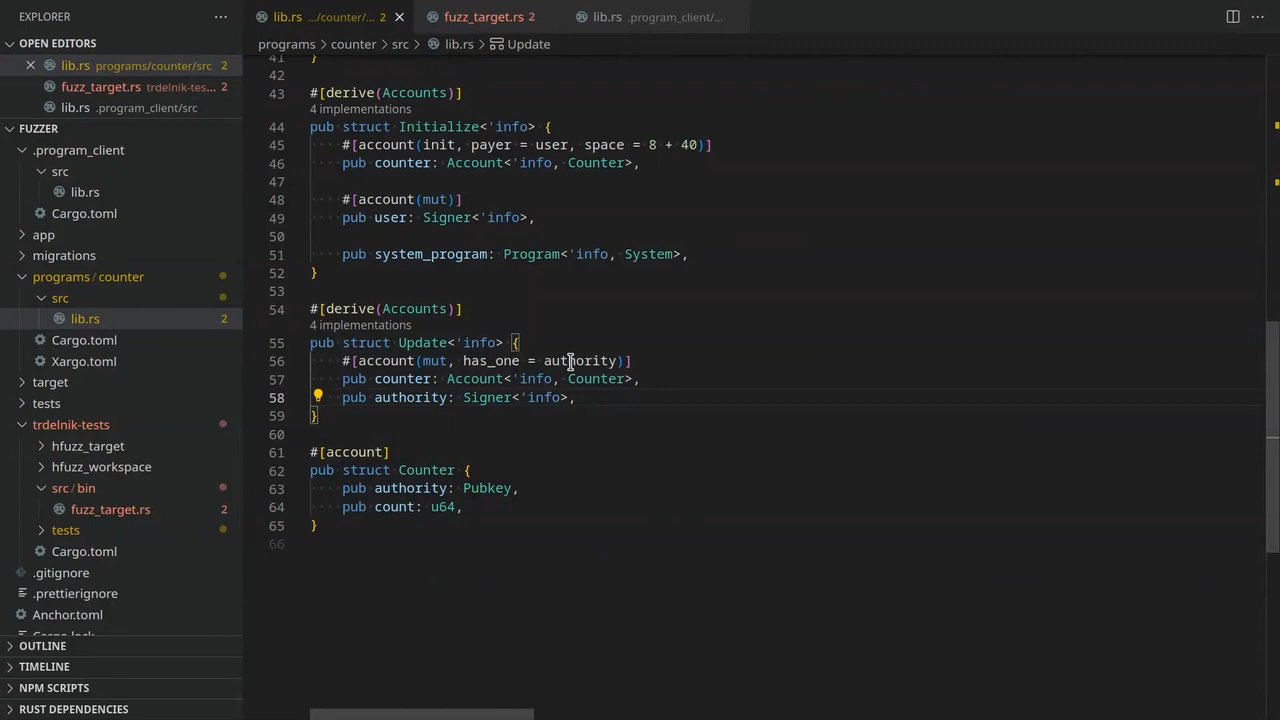 EXPLORER
OPEN EDITORS
lib.rs programs/counter/src 2
fuzz_target.rs trdelnik-tes... 2
lib.rs .program_client/src
FUZZER
.program_client
src
lib.rs
Cargo.toml
app
migrations
programs / counter
src
lib.rs 2
Cargo.toml
Xargo.toml
target
tests
trdelnik-tests
hfuzz_target
hfuzz_workspace
src / bin
fuzz_target.rs 2
tests
Cargo.toml
.gitignore
.prettierignore
Anchor.toml
Cargo.lock
OUTLINE
TIMELINE
NPM SCRIPTS
RUST DEPENDENCIES
lib.rs .../counter/... 2
fuzz_target.rs 2
lib.rs .program_client/...
programs > counter > src > lib.rs > Update
41 }
42
43 #[derive(Accounts)]
4 implementations
44 pub struct Initialize<'info> {
45 #[account(init, payer = user, space = 8 + 40)]
46 pub counter: Account<'info, Counter>,
47
48 #[account(mut)]
49 pub user: Signer<'info>,
50
51 pub system_program: Program<'info, System>,
52 }
53
54 #[derive(Accounts)]
4 implementations
55 pub struct Update<'info> {
56 #[account(mut, has_one = authority)]
57 pub counter: Account<'info, Counter>,
58 pub authority: Signer<'info>,
59 }
60
61 #[account]
62 pub struct Counter {
63 pub authority: Pubkey,
64 pub count: u64,
65 }
66